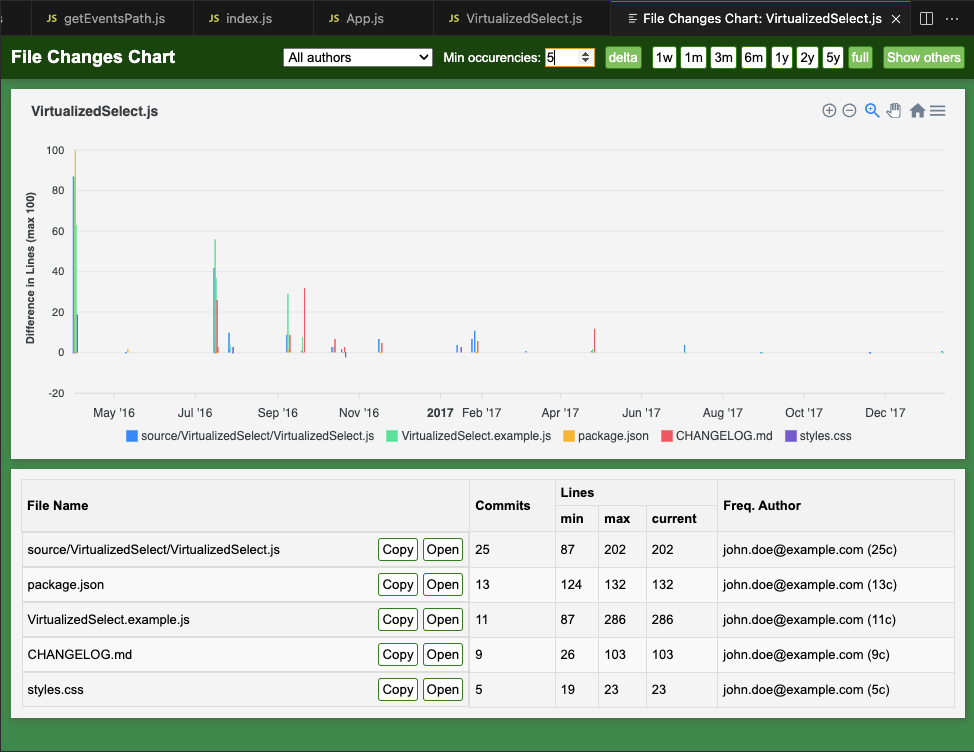 s JS getEventsPath.js JS index.js JS App.js JS VirtualizedSelect.js File Changes Chart: VirtualizedSelect.js
File Changes Chart All authors Min occurencies: 5 delta 1w 1m 3m 6m 1y 2y 5y full Show others
VirtualizedSelect.js
100
80
60
40
20
0
-20
Difference in Lines (max 100)
May '16 Jul '16 Sep '16 Nov '16 2017 Feb '17 Apr '17 Jun '17 Aug '17 Oct '17 Dec '17
source/VirtualizedSelect/VirtualizedSelect.js VirtualizedSelect.example.js package.json CHANGELOG.md styles.css
File Name Commits Lines Freq. Author
min max current
source/VirtualizedSelect/VirtualizedSelect.js Copy Open 25 87 202 202 john.doe@example.com (25c)
package.json Copy Open 13 124 132 132 john.doe@example.com (13c)
VirtualizedSelect.example.js Copy Open 11 87 286 286 john.doe@example.com (11c)
CHANGELOG.md Copy Open 9 26 103 103 john.doe@example.com (9c)
styles.css Copy Open 5 19 23 23 john.doe@example.com (5c)